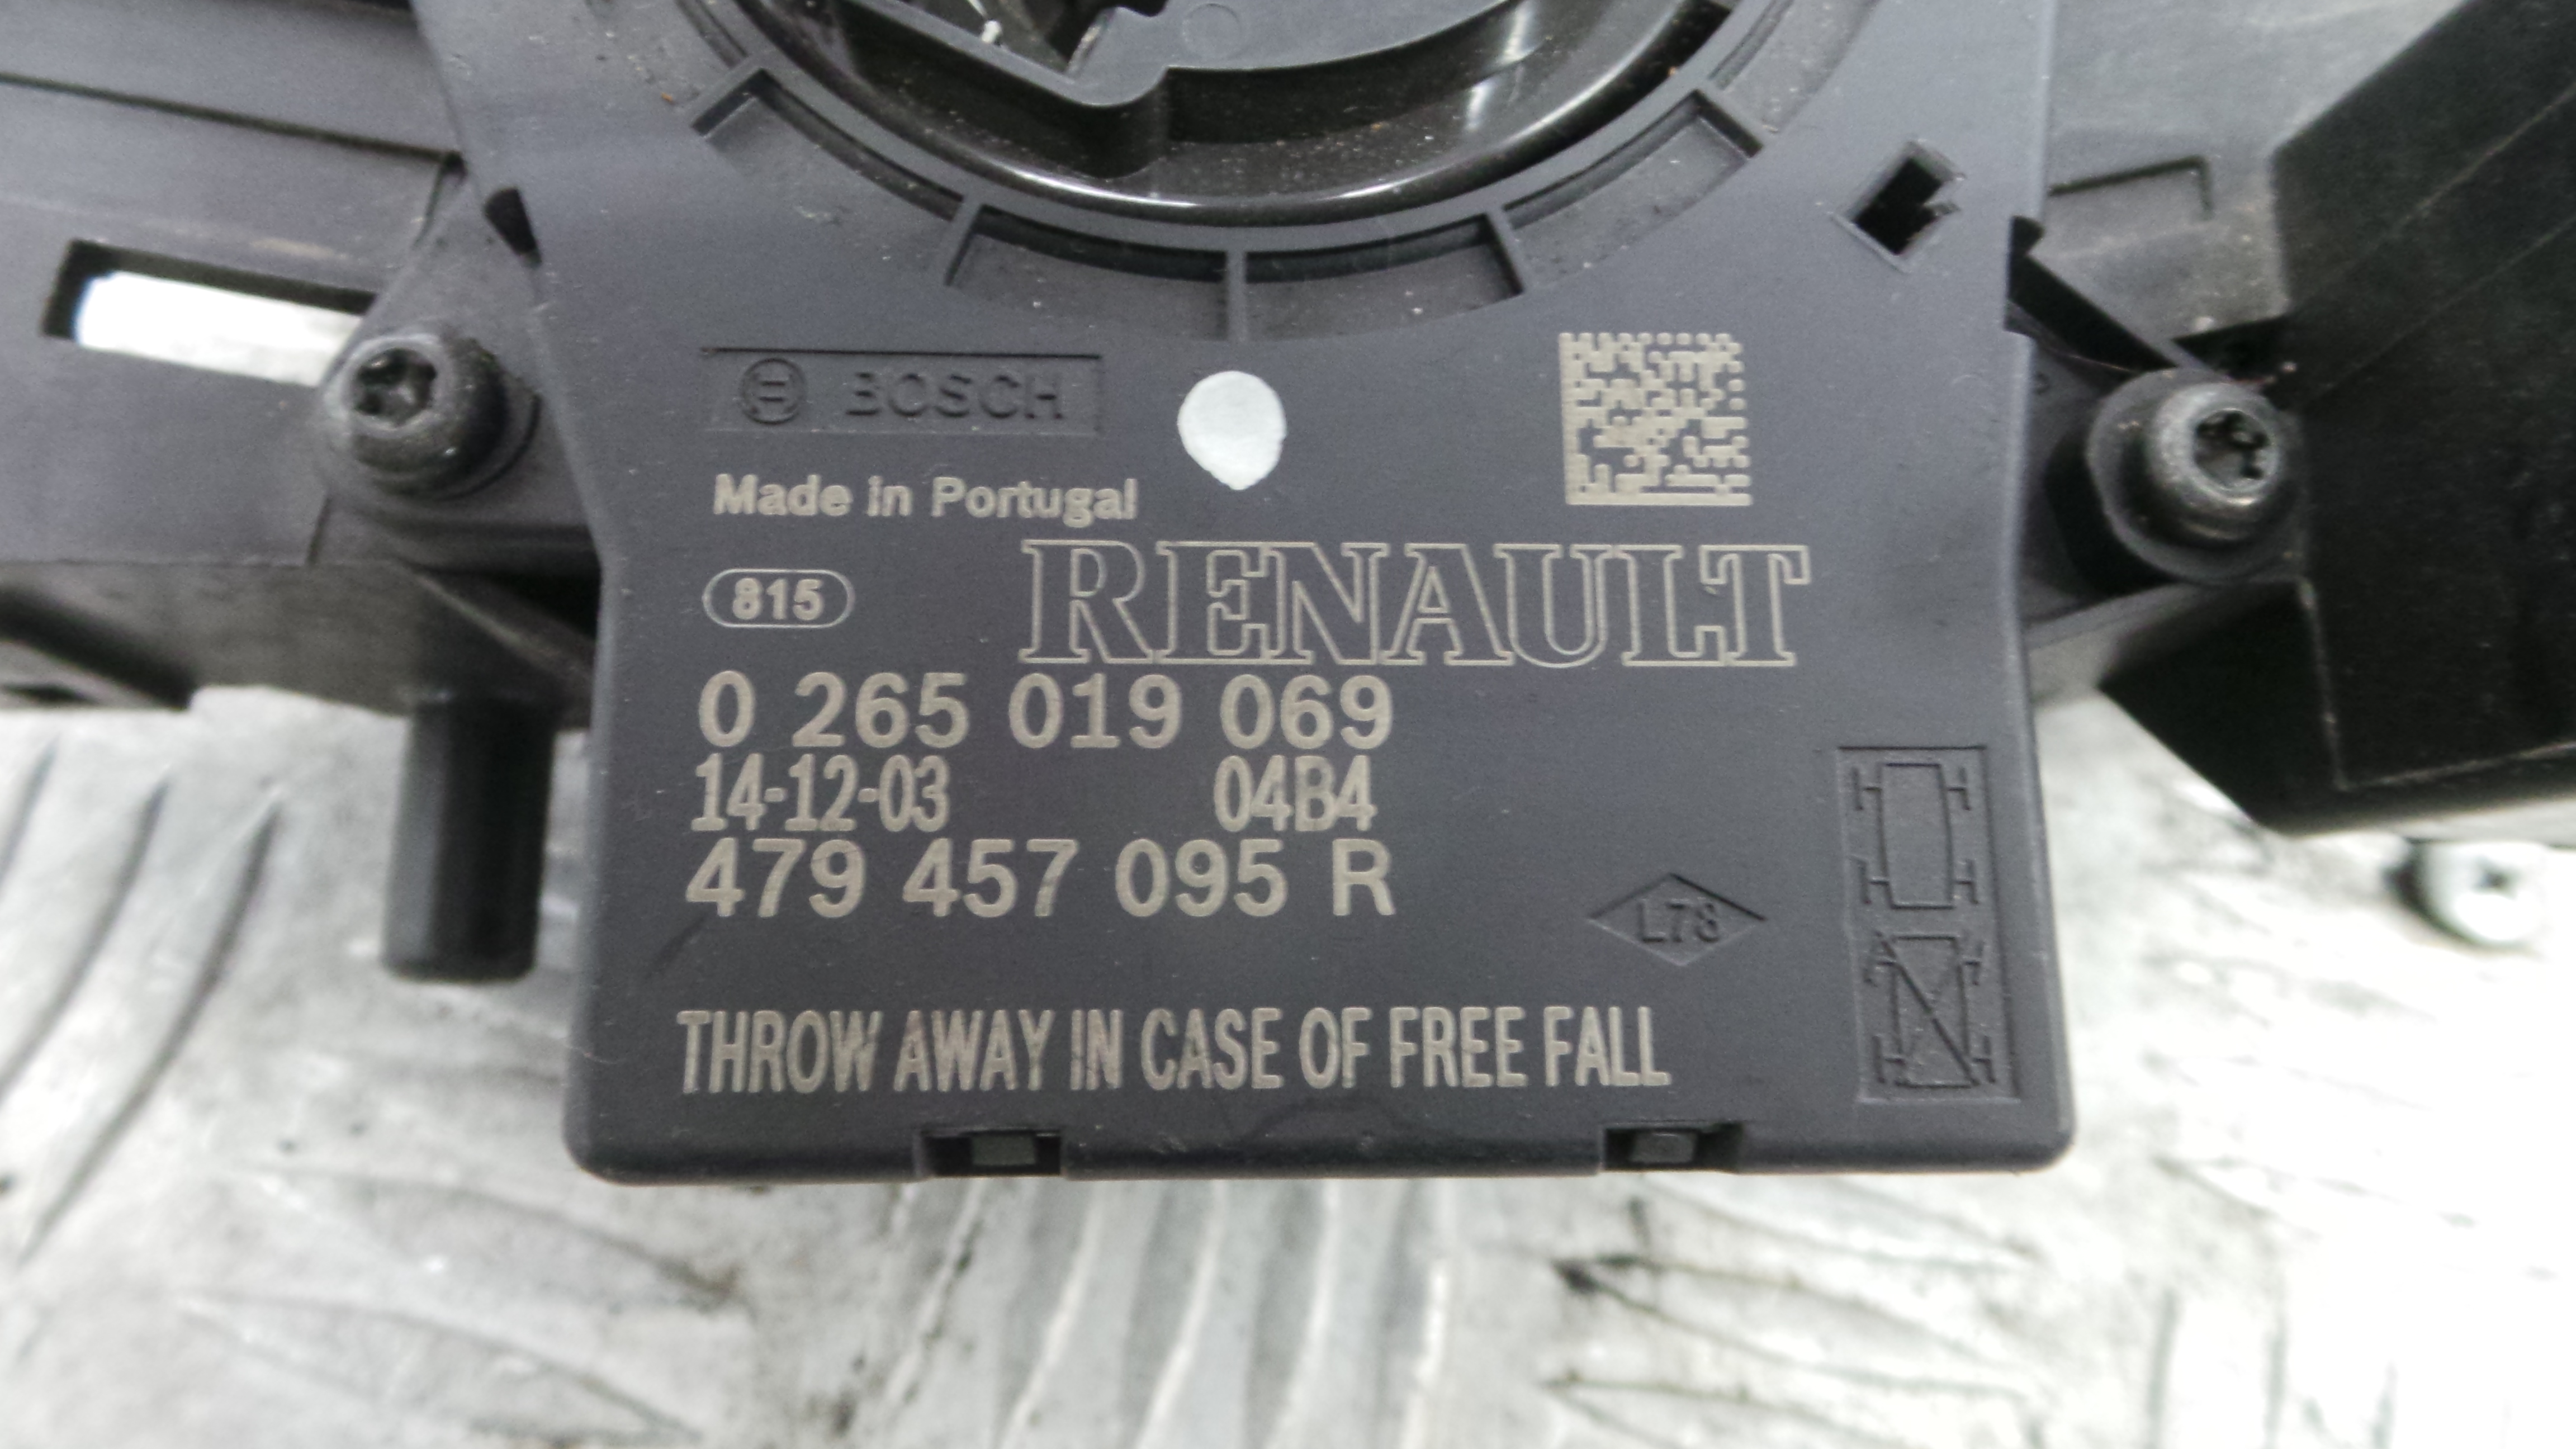 BOSCH
Made in Portugal
815
RENAULT
0 265 019 069
14-12-03 04B4
479 457 095 R
L78
THROW AWAY IN CASE OF FREE FALL